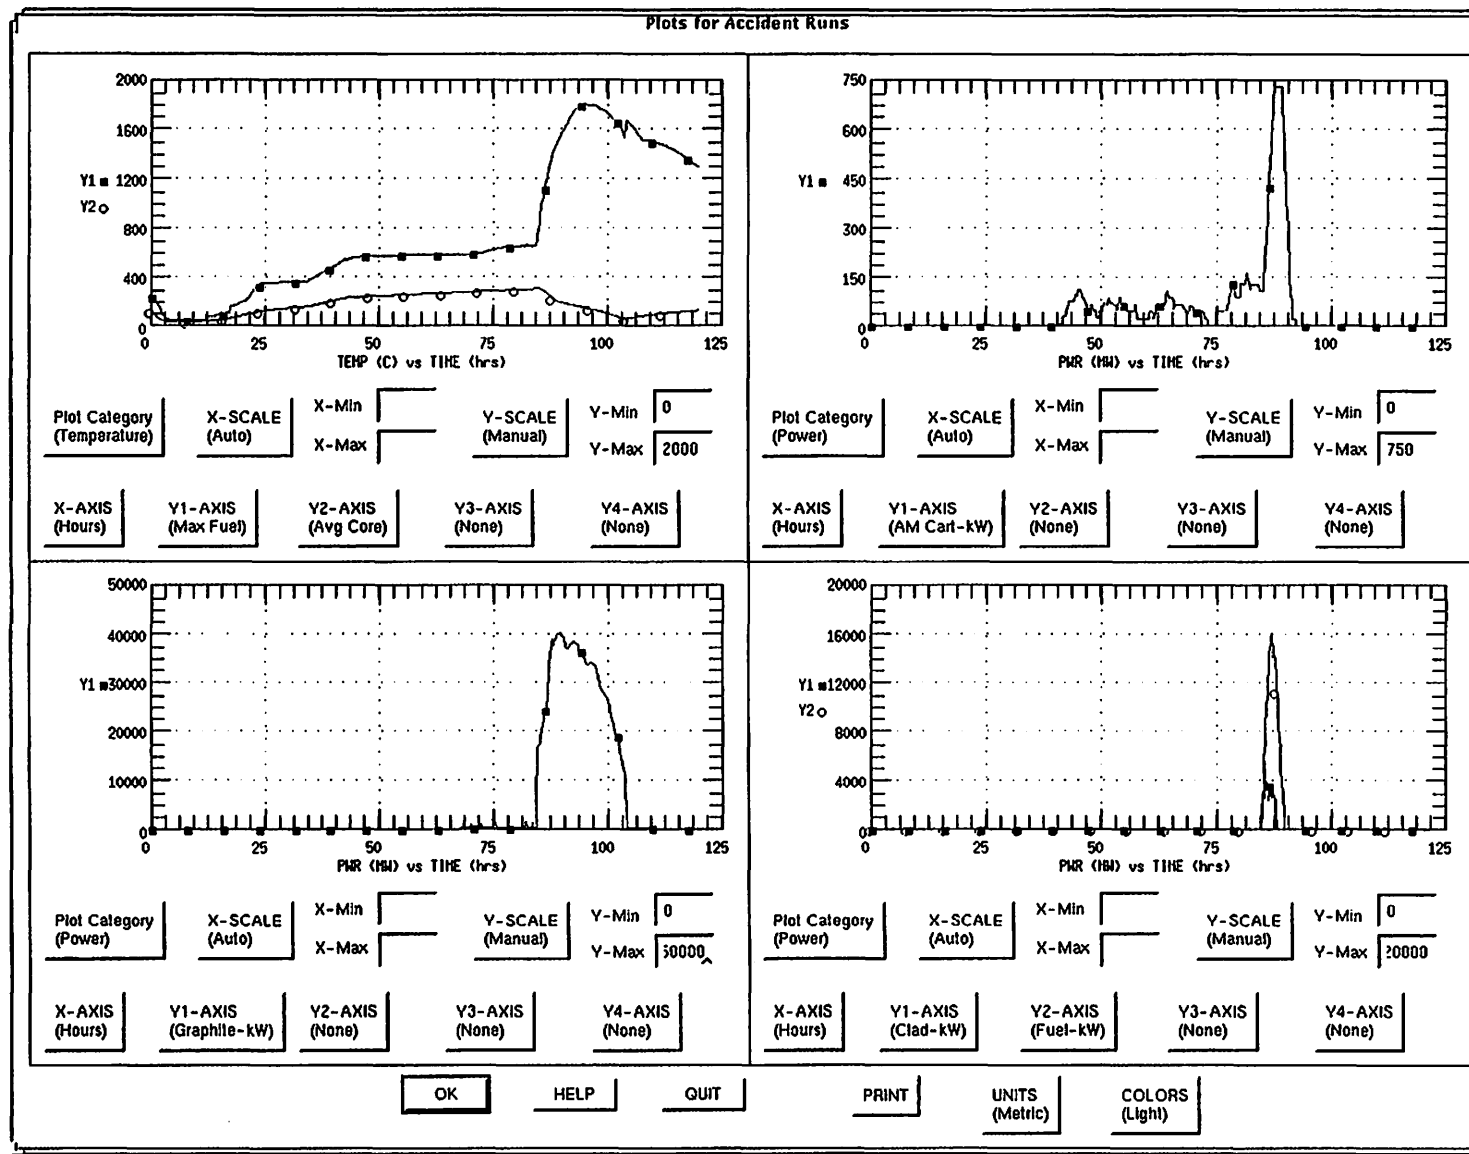 Plots for Accident Runs
2000
1600
Y1 1200
Y2
800
400
0
0 25 50 75 100 125
TEMP (C) vs TIME (hrs)
Plot Category
(Temperature)
X-SCALE
(Auto)
X-Min
X-Max
Y-SCALE
(Manual)
Y-Min 0
Y-Max 2000
X-AXIS
(Hours)
Y1-AXIS
(Max Fuel)
Y2-AXIS
(Avg Core)
Y3-AXIS
(None)
Y4-AXIS
(None)
750
600
Y1 450
300
150
0
0 25 50 75 100 125
PWR (MW) vs TIME (hrs)
Plot Category
(Power)
X-SCALE
(Auto)
X-Min
X-Max
Y-SCALE
(Manual)
Y-Min 0
Y-Max 750
X-AXIS
(Hours)
Y1-AXIS
(AM Carl-kW)
Y2-AXIS
(None)
Y3-AXIS
(None)
Y4-AXIS
(None)
50000
40000
Y1 30000
20000
10000
0
0 25 50 75 100 125
PWR (MW) vs TIME (hrs)
Plot Category
(Power)
X-SCALE
(Auto)
X-Min
X-Max
Y-SCALE
(Manual)
Y-Min 0
Y-Max 50000
X-AXIS
(Hours)
Y1-AXIS
(Graphite-kW)
Y2-AXIS
(None)
Y3-AXIS
(None)
Y4-AXIS
(None)
20000
16000
Y1 12000
Y2
8000
4000
0
0 25 50 75 100 125
PWR (MW) vs TIME (hrs)
Plot Category
(Power)
X-SCALE
(Auto)
X-Min
X-Max
Y-SCALE
(Manual)
Y-Min 0
Y-Max 20000
X-AXIS
(Hours)
Y1-AXIS
(Clad-kW)
Y2-AXIS
(Fuel-kW)
Y3-AXIS
(None)
Y4-AXIS
(None)
OK
HELP
QUIT
PRINT
UNITS
(Metric)
COLORS
(Light)